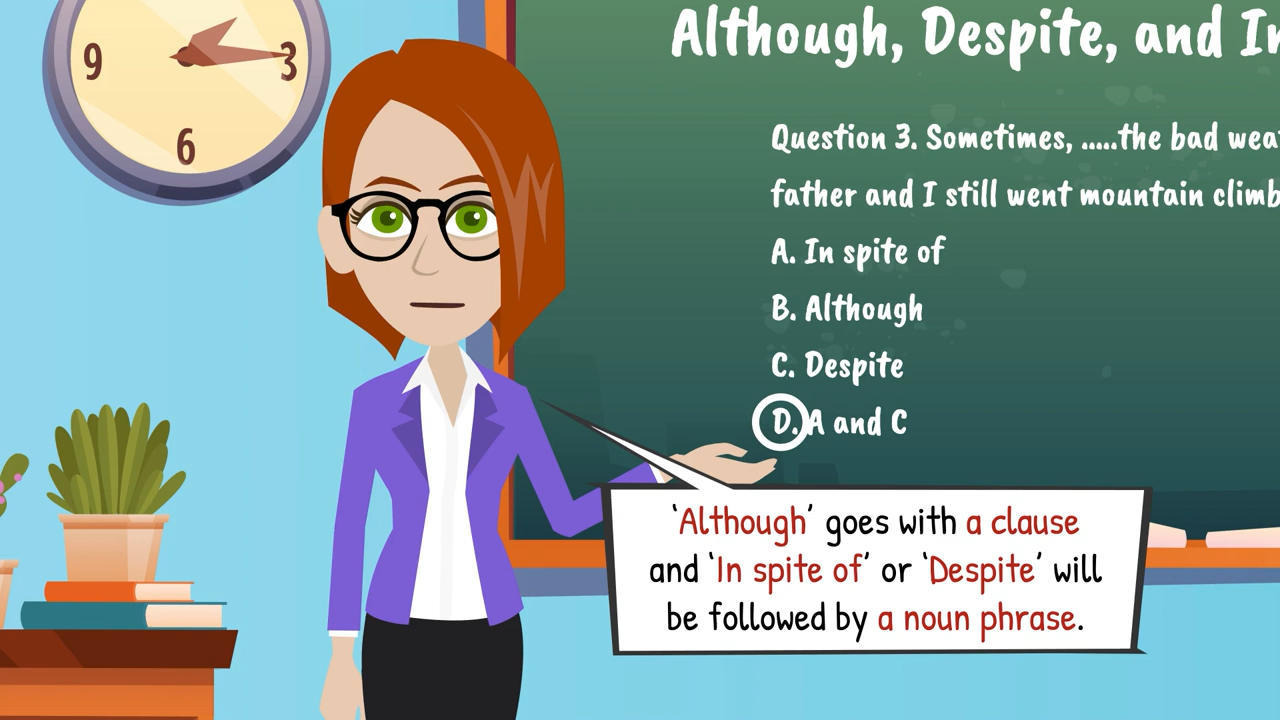 9
3
6
Although, Despite, and In
Question 3. Sometimes, .....the bad wea
father and I still went mountain climb
A. In spite of
B. Although
C. Despite
D. A and C
‘Although’ goes with a clause
and ‘In spite of’ or ‘Despite’ will
be followed by a noun phrase.